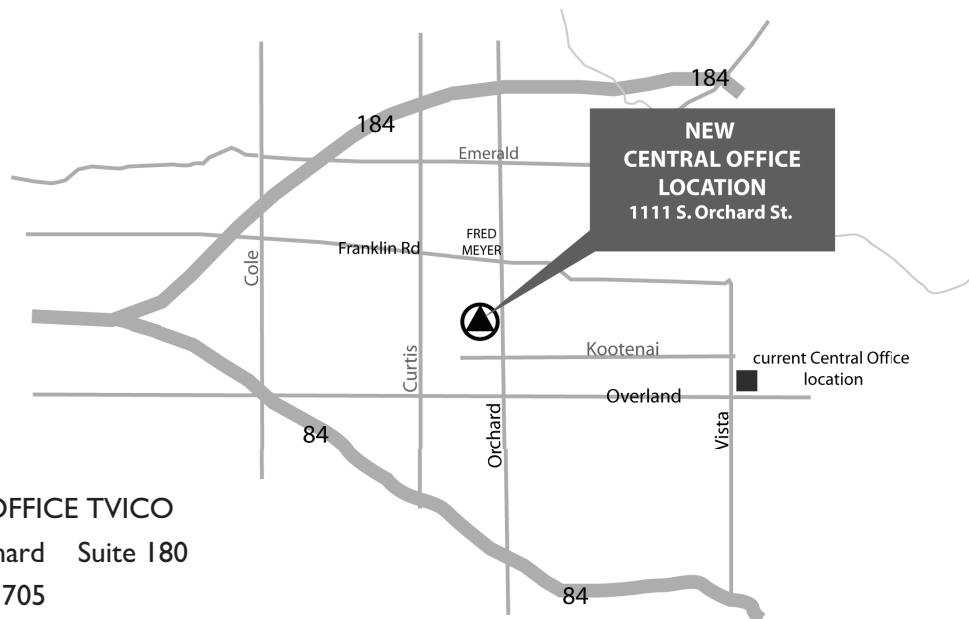 184
184
NEW
CENTRAL OFFICE
LOCATION
1111 S. Orchard St.
Emerald
FRED
MEYER
Franklin Rd
Cole
Kootenai
current Central Office
location
Curtis
Overland
Orchard
Vista
84
OFFICE TVICO
hard Suite 180
705
84